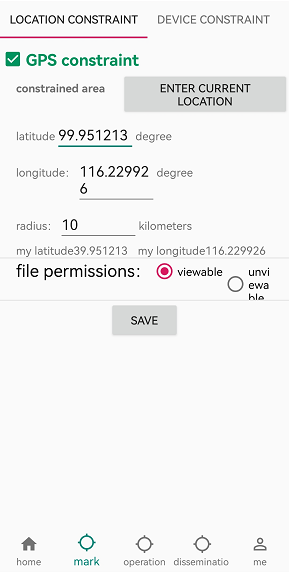 LOCATION CONSTRAINT DEVICE CONSTRAINT
GPS constraint
constrained area ENTER CURRENT
LOCATION
latitude 99.951213 degree
longitude: 116.22992 degree
6
radius: 10 kilometers
my latitude39.951213 my longitude116.229926
file permissions: viewable unvi
ewa
ble
SAVE
home mark operation disseminatio me